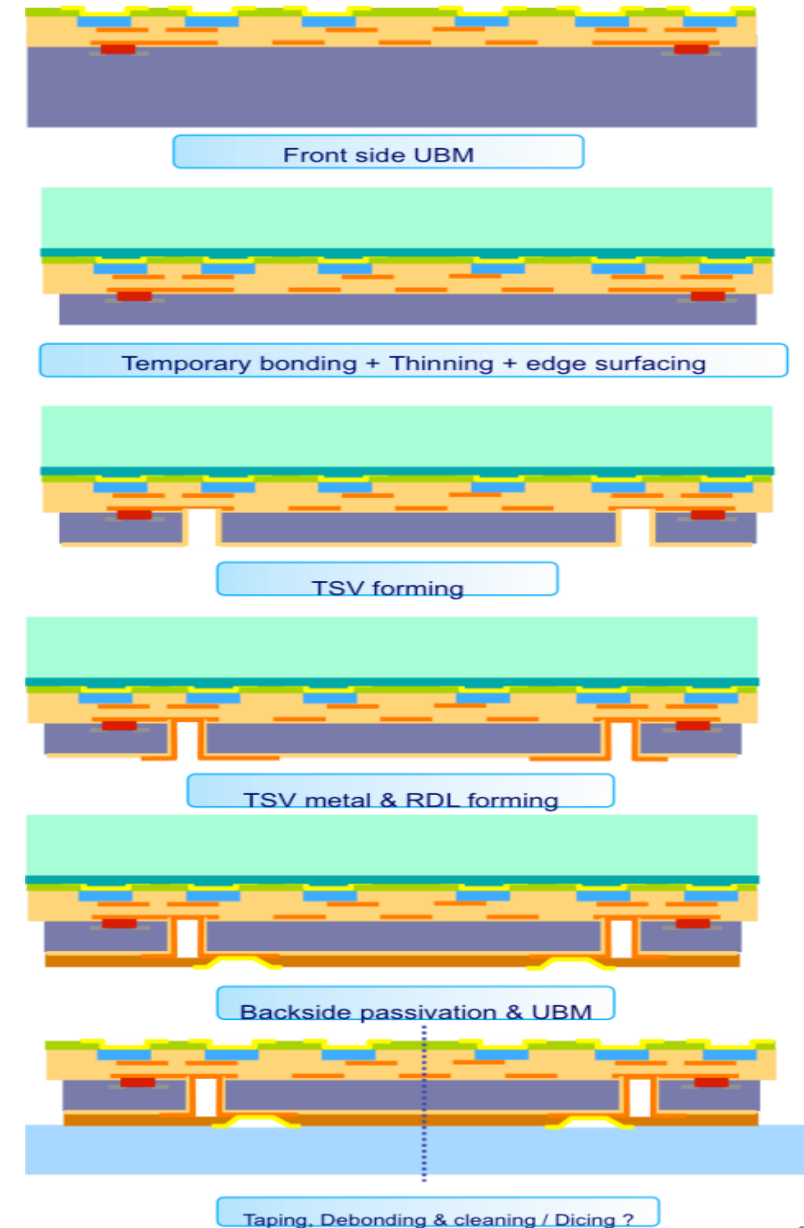 Front side UBM
Temporary bonding + Thinning + edge surfacing
TSV forming
TSV metal & RDL forming
Backside passivation & UBM
Taping, Debonding & cleaning / Dicing ?